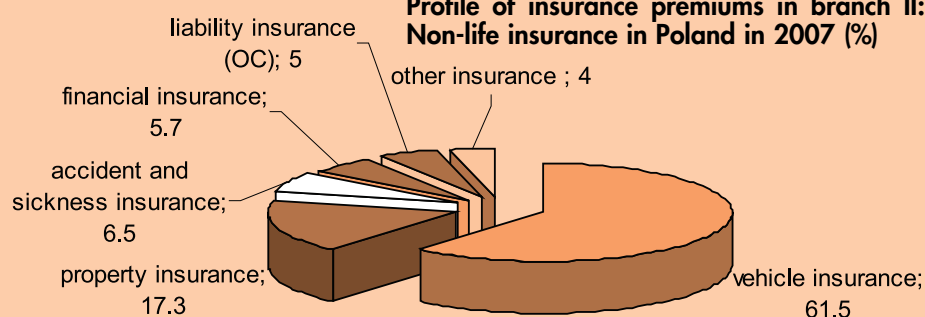 Profile of insurance premiums in branch II:
Non-life insurance in Poland in 2007 (%)
liability insurance
(OC); 5
other insurance ; 4
financial insurance;
5.7
accident and
sickness insurance;
6.5
property insurance;
17.3
vehicle insurance;
61.5